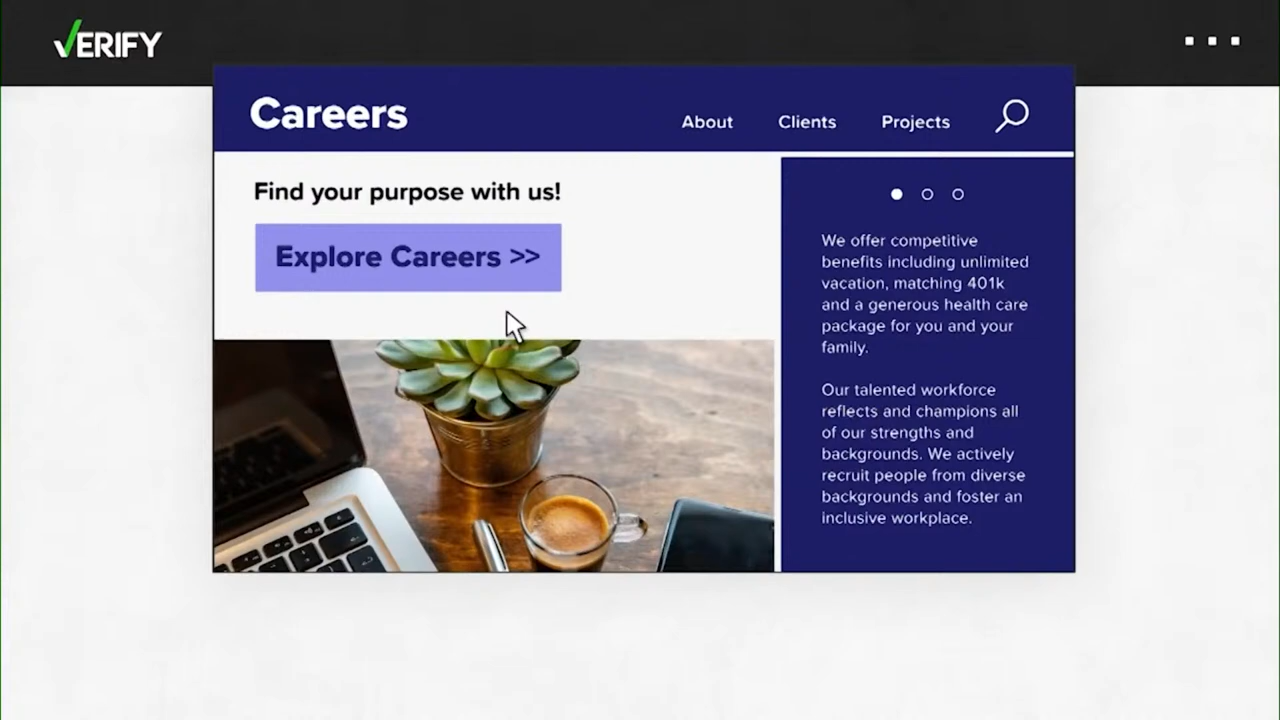 VERIFY
Careers
About
Clients
Projects
Find your purpose with us!
Explore Careers >>
We offer competitive
benefits including unlimited
vacation, matching 401k
and a generous health care
package for you and your
family.
Our talented workforce
reflects and champions all
of our strengths and
backgrounds. We actively
recruit people from diverse
backgrounds and foster an
inclusive workplace.